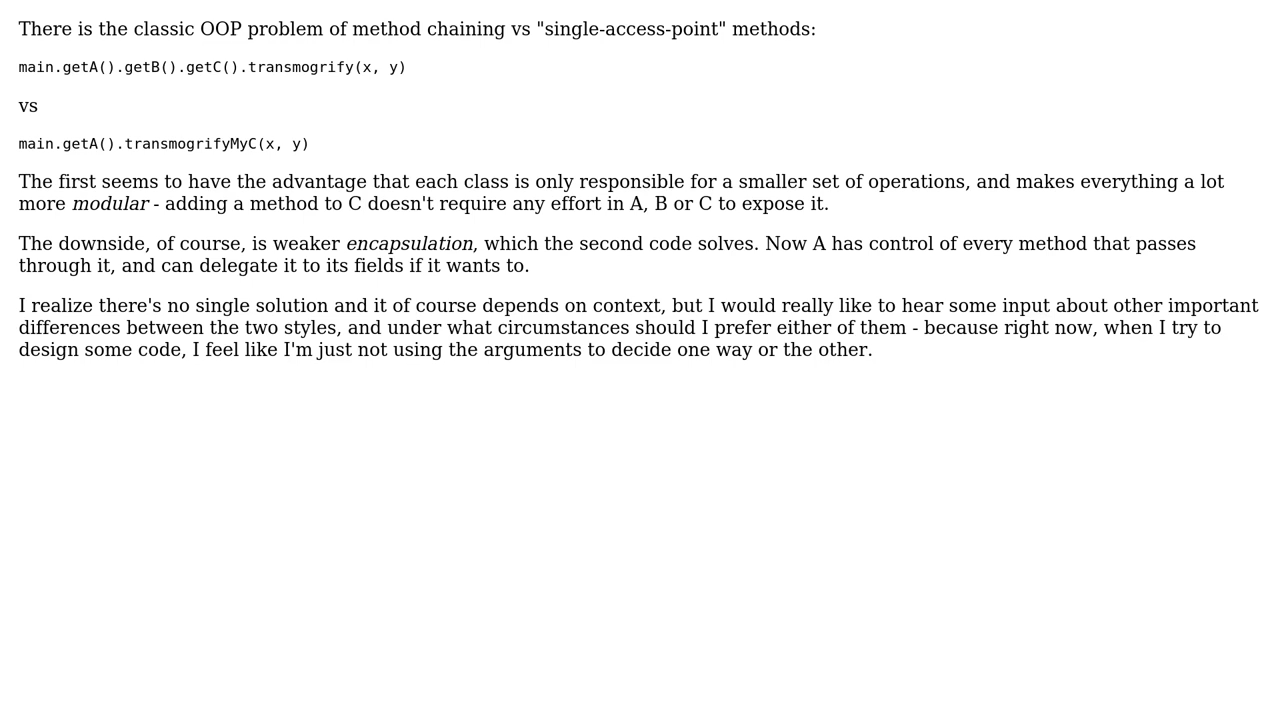 There is the classic OOP problem of method chaining vs "single-access-point" methods:
main.getA().getB().getC().transmogrify(x, y)
vs
main.getA().transmogrifyMyC(x, y)
The first seems to have the advantage that each class is only responsible for a smaller set of operations, and makes everything a lot
more modular - adding a method to C doesn't require any effort in A, B or C to expose it.
The downside, of course, is weaker encapsulation, which the second code solves. Now A has control of every method that passes
through it, and can delegate it to its fields if it wants to.
I realize there's no single solution and it of course depends on context, but I would really like to hear some input about other important
differences between the two styles, and under what circumstances should I prefer either of them - because right now, when I try to
design some code, I feel like I'm just not using the arguments to decide one way or the other.